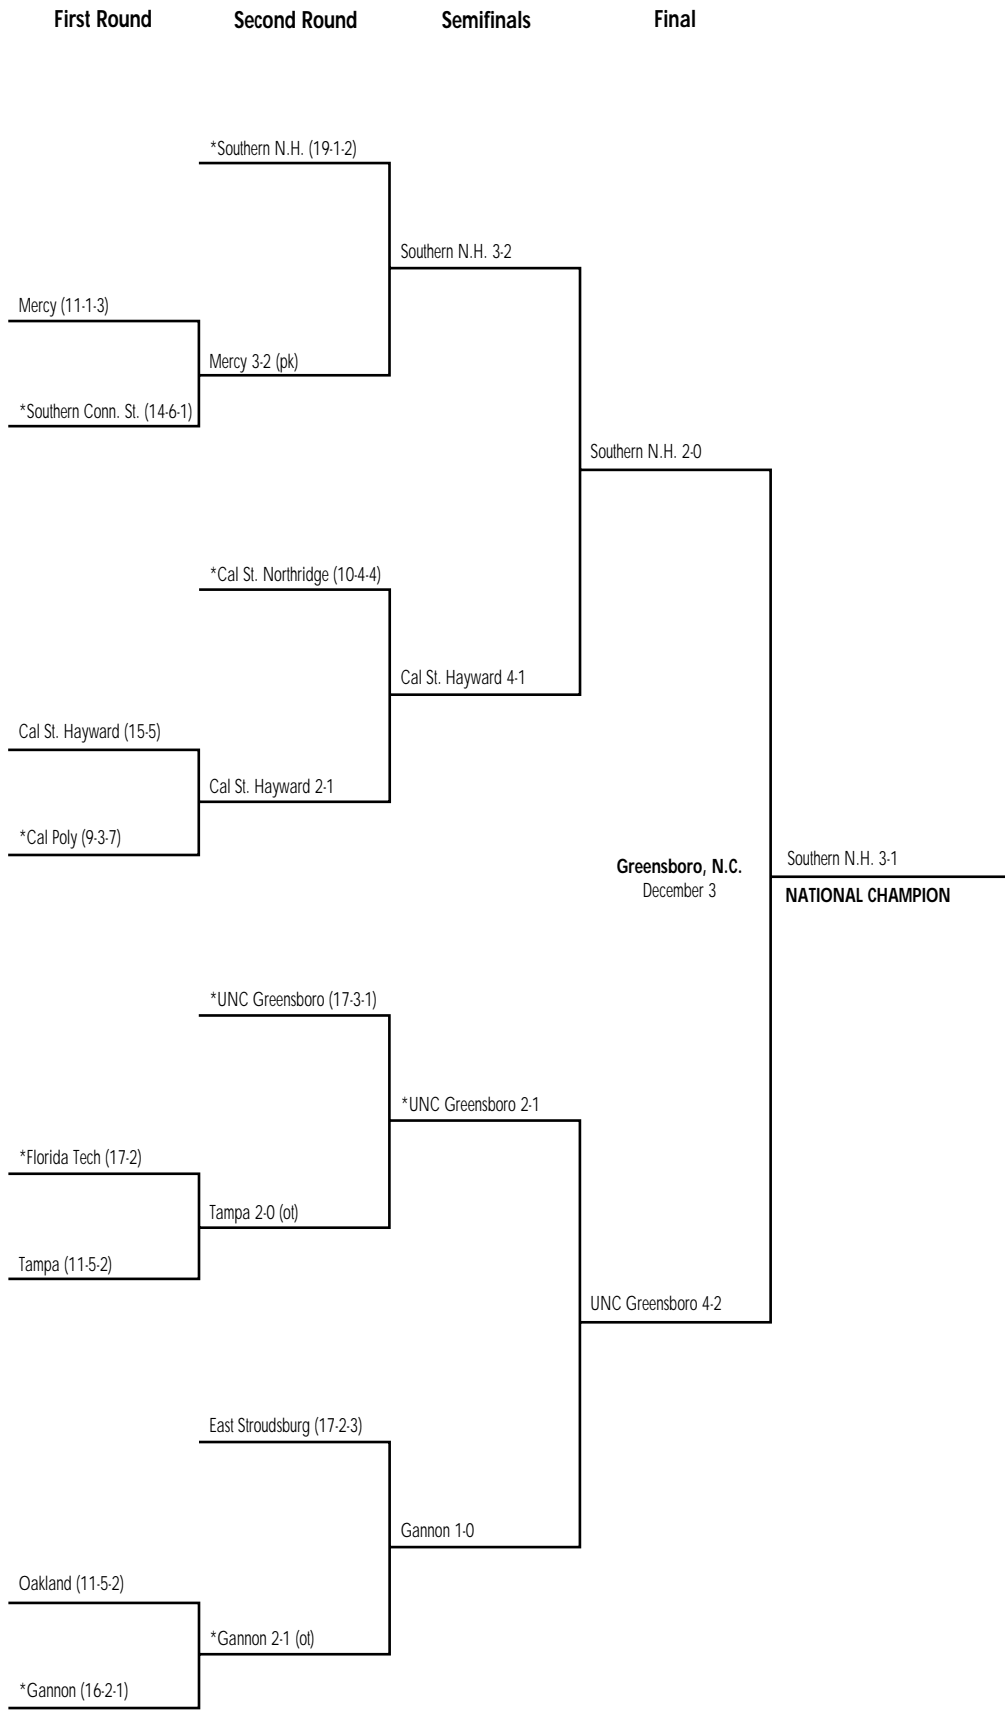 First Round
Second Round
Semifinals
Final
*Southern N.H. (19-1-2)
Southern N.H. 3-2
Mercy (11-1-3)
Mercy 3-2 (pk)
*Southern Conn. St. (14-6-1)
Southern N.H. 2-0
*Cal St. Northridge (10-4-4)
Cal St. Hayward 4-1
Cal St. Hayward (15-5)
Cal St. Hayward 2-1
*Cal Poly (9-3-7)
Greensboro, N.C.
December 3
Southern N.H. 3-1
NATIONAL CHAMPION
*UNC Greensboro (17-3-1)
*UNC Greensboro 2-1
*Florida Tech (17-2)
Tampa 2-0 (ot)
Tampa (11-5-2)
UNC Greensboro 4-2
East Stroudsburg (17-2-3)
Gannon 1-0
Oakland (11-5-2)
*Gannon 2-1 (ot)
*Gannon (16-2-1)